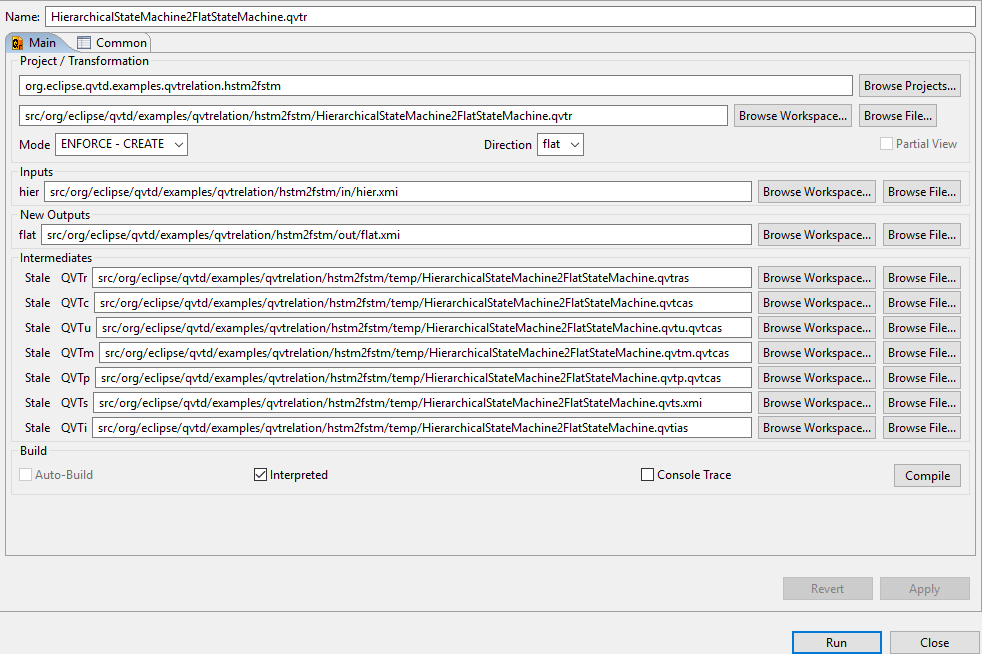 Name: HierarchicalStateMachine2FlatStateMachine.qvtr
Main Common
Project / Transformation
org.eclipse.qvtd.examples.qvtrelation.hstm2fstm Browse Projects...
src/org/eclipse/qvtd/examples/qvtrelation/hstm2fstm/HierarchicalStateMachine2FlatStateMachine.qvtr Browse Workspace... Browse File...
Mode ENFORCE - CREATE Direction flat Partial View
Inputs
hier src/org/eclipse/qvtd/examples/qvtrelation/hstm2fstm/in/hier.xmi Browse Workspace... Browse File...
New Outputs
flat src/org/eclipse/qvtd/examples/qvtrelation/hstm2fstm/out/flat.xmi Browse Workspace... Browse File...
Intermediates
Stale QVTr src/org/eclipse/qvtd/examples/qvtrelation/hstm2fstm/temp/HierarchicalStateMachine2FlatStateMachine.qvtras Browse Workspace... Browse File...
Stale QVTc src/org/eclipse/qvtd/examples/qvtrelation/hstm2fstm/temp/HierarchicalStateMachine2FlatStateMachine.qvtcas Browse Workspace... Browse File...
Stale QVTu src/org/eclipse/qvtd/examples/qvtrelation/hstm2fstm/temp/HierarchicalStateMachine2FlatStateMachine.qvtu.qvtcas Browse Workspace... Browse File...
Stale QVTm src/org/eclipse/qvtd/examples/qvtrelation/hstm2fstm/temp/HierarchicalStateMachine2FlatStateMachine.qvtm.qvtcas Browse Workspace... Browse File...
Stale QVTp src/org/eclipse/qvtd/examples/qvtrelation/hstm2fstm/temp/HierarchicalStateMachine2FlatStateMachine.qvtp.qvtcas Browse Workspace... Browse File...
Stale QVTs src/org/eclipse/qvtd/examples/qvtrelation/hstm2fstm/temp/HierarchicalStateMachine2FlatStateMachine.qvts.xmi Browse Workspace... Browse File...
Stale QVTi src/org/eclipse/qvtd/examples/qvtrelation/hstm2fstm/temp/HierarchicalStateMachine2FlatStateMachine.qvtias Browse Workspace... Browse File...
Build
Auto-Build Interpreted Console Trace Compile
Revert Apply
Run Close